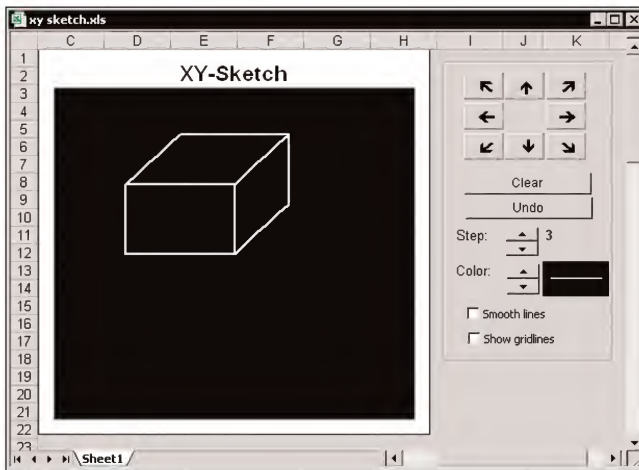 xy sketch.xls
C D E F G H I J K
1
2
3
4
5
6
7
8
9
10
11
12
13
14
15
16
17
18
19
20
21
22
23
XY-Sketch
Clear
Undo
Step: 3
Color:
Smooth lines
Show gridlines
Sheet1